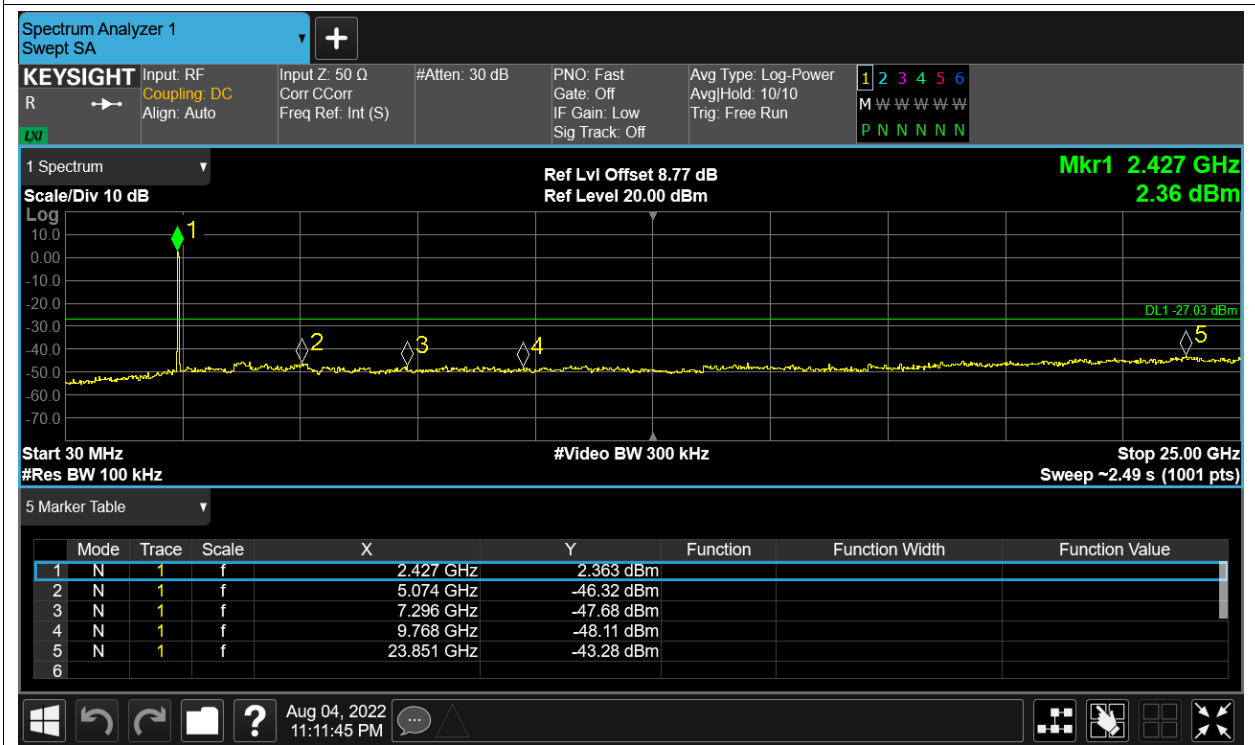 Spectrum Analyzer 1
Swept SA
KEYSIGHT Input: RF Input Z: 50 Ω #Atten: 30 dB PNO: Fast Avg Type: Log-Power 1 2 3 4 5 6
R Coupling: DC Corr CCorr Gate: Off Avg|Hold: 10/10 M W W W W W
Align: Auto Freq Ref: Int (S) IF Gain: Low Trig: Free Run
LXI Sig Track: Off P N N N N N
1 Spectrum Ref Lvl Offset 8.77 dB Mkr1 2.427 GHz
Scale/Div 10 dB Ref Level 20.00 dBm 2.36 dBm
Log
10.0 1
0.00
-10.0
-20.0
DL1 -27.03 dBm
-30.0
-40.0 2 3 4 5
-50.0
-60.0
-70.0
Start 30 MHz #Video BW 300 kHz Stop 25.00 GHz
#Res BW 100 kHz Sweep ~2.49 s (1001 pts)
5 Marker Table
Mode Trace Scale X Y Function Function Width Function Value
1 N 1 f 2.427 GHz 2.363 dBm
2 N 1 f 5.074 GHz -46.32 dBm
3 N 1 f 7.296 GHz -47.68 dBm
4 N 1 f 9.768 GHz -48.11 dBm
5 N 1 f 23.851 GHz -43.28 dBm
6
? Aug 04, 2022
11:11:45 PM